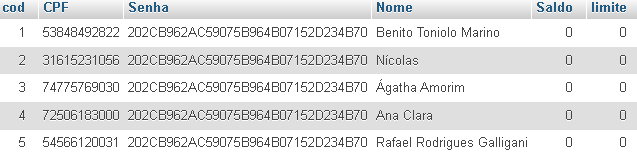 cod CPF Senha Nome Saldo limite
1 53848492822 202CB962AC59075B964B07152D234B70 Benito Toniolo Marino 0 0
2 31615231056 202CB962AC59075B964B07152D234B70 Nícolas 0 0
3 74775769030 202CB962AC59075B964B07152D234B70 Ágatha Amorim 0 0
4 72506183000 202CB962AC59075B964B07152D234B70 Ana Clara 0 0
5 54566120031 202CB962AC59075B964B07152D234B70 Rafael Rodrigues Galligani 0 0